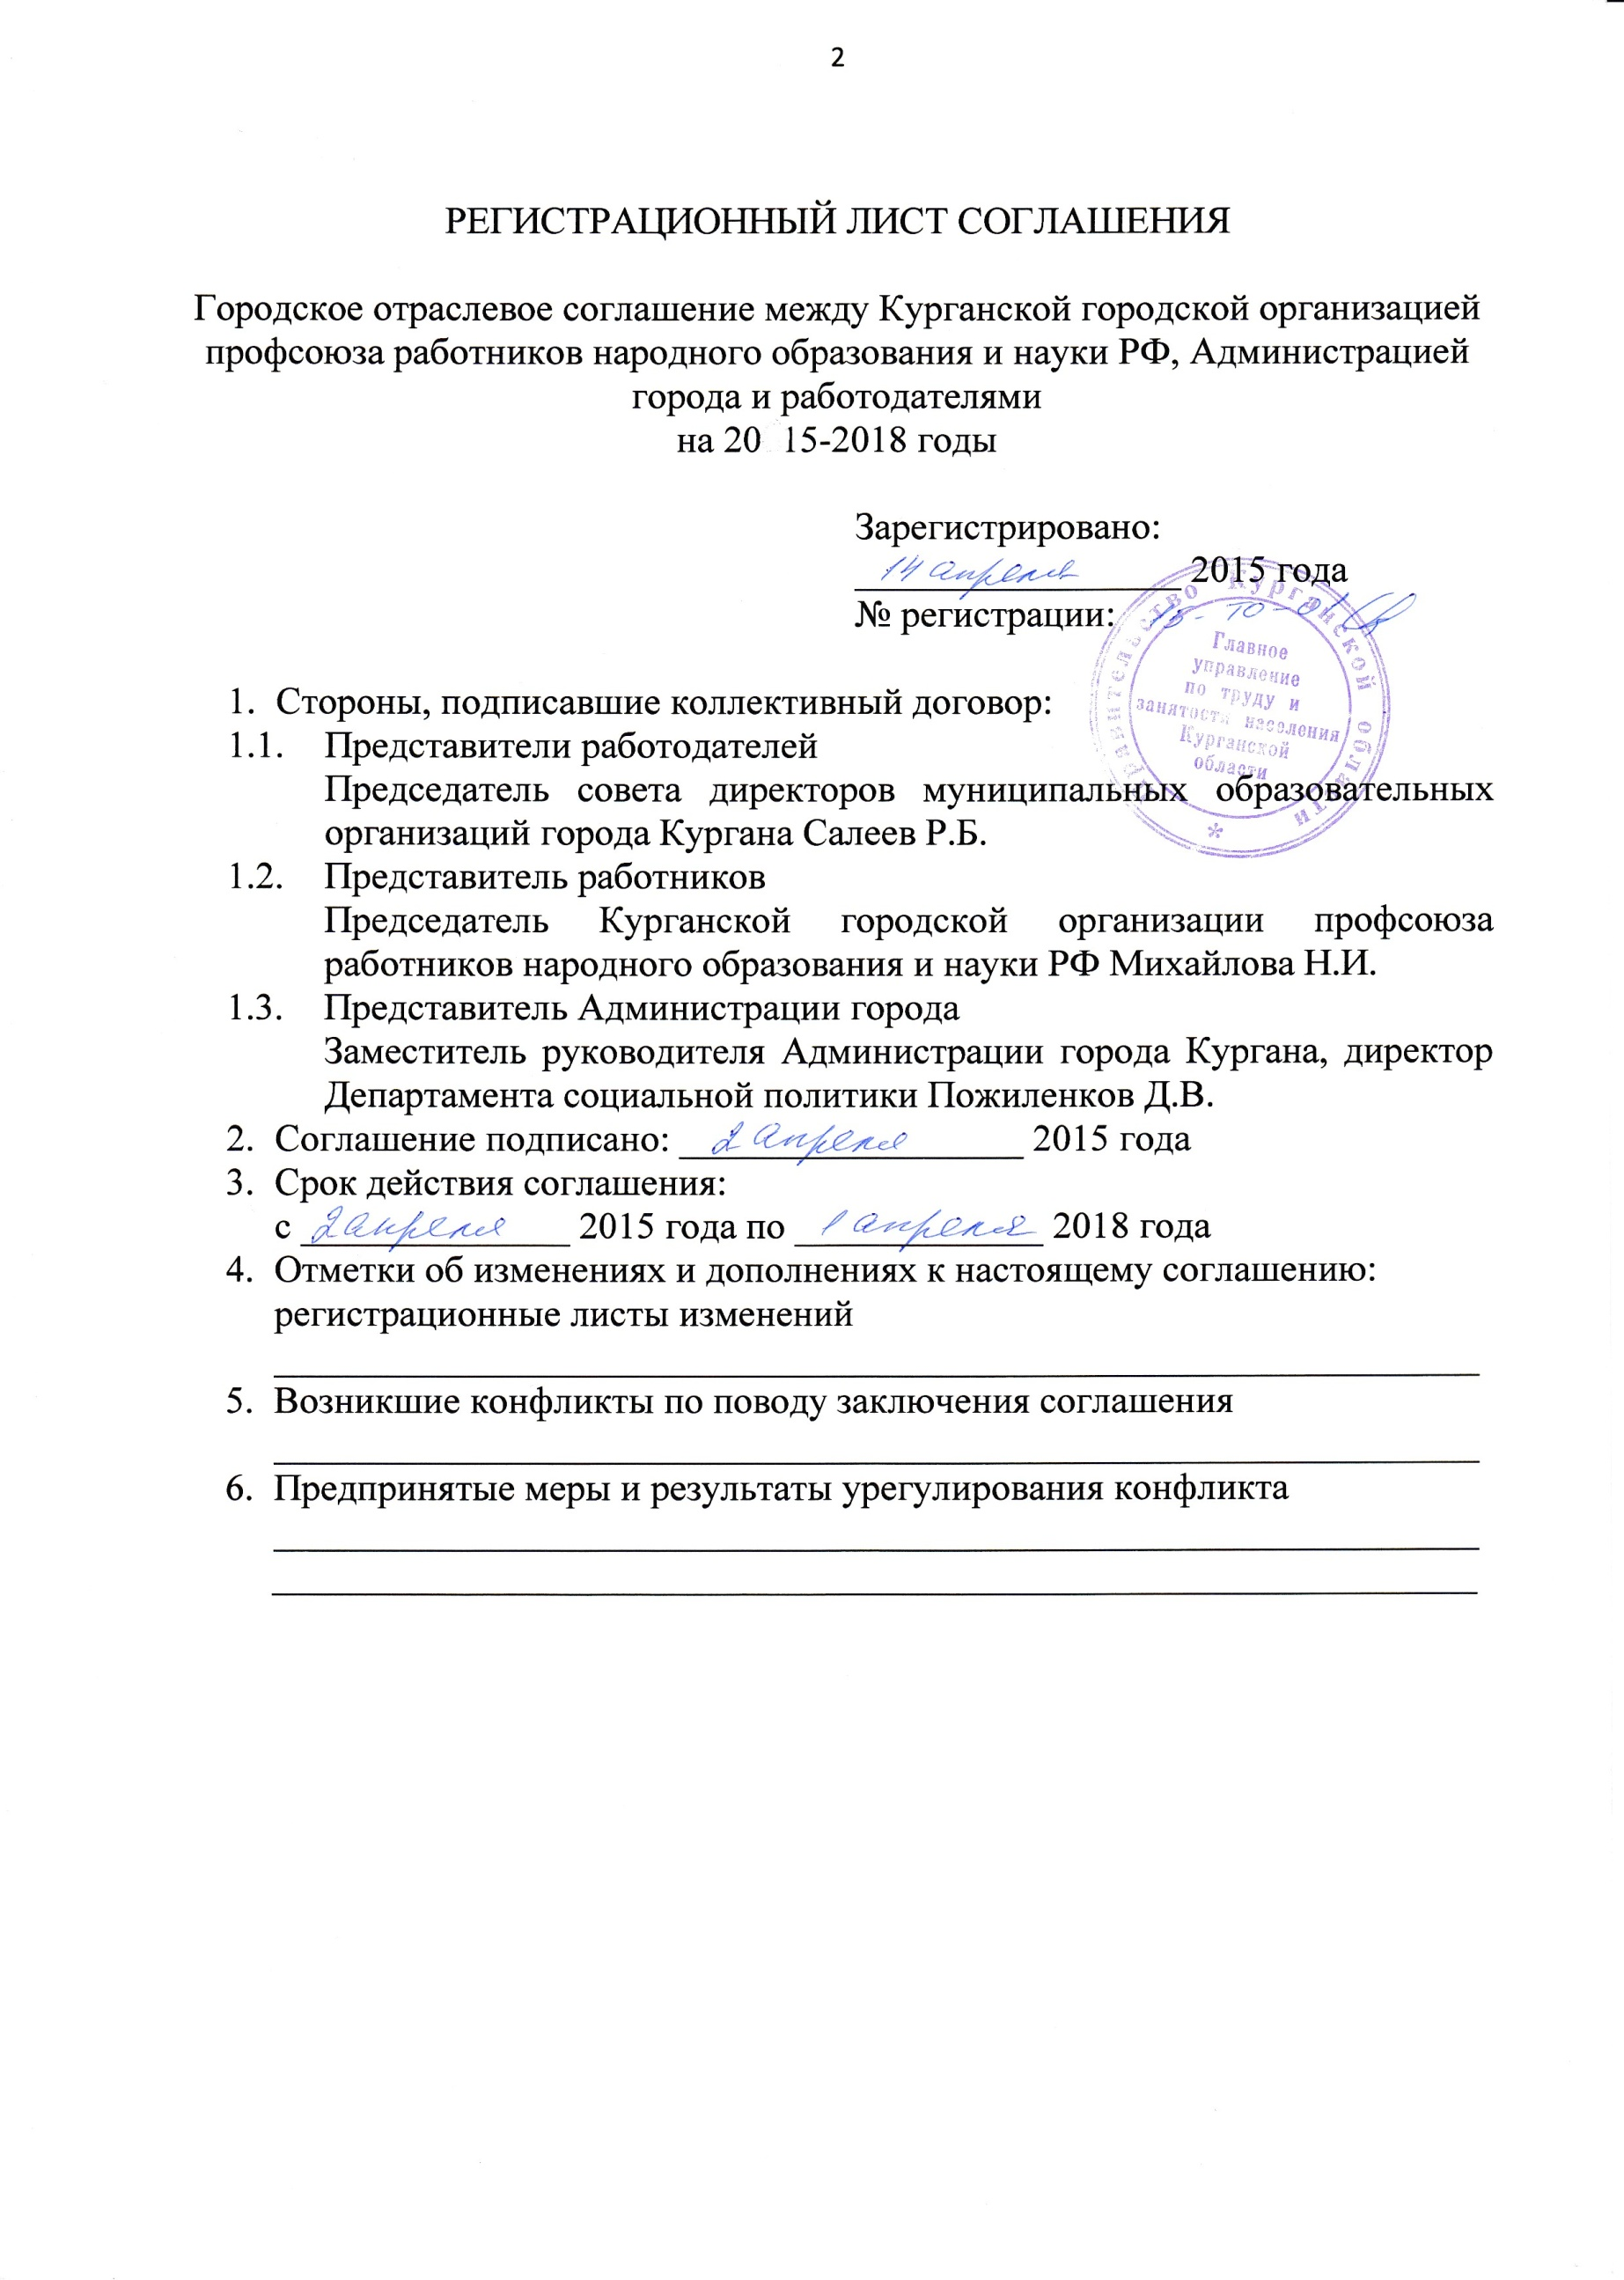 2
РЕГИСТРАЦИОННЫЙ ЛИСТ СОГЛАШЕНИЯ
Городское отраслевое соглашение между Курганской городской организацией
профсоюза работников народного образования и науки РФ, Администрацией
города и работодателями
на 20 15-2018 годы
Зарегистрировано:
14 апреля 2015 года
№ регистрации: 15-ТО-01
Правительство Курганской области
Главное
управление
по труду и
занятости населения
Курганской
области
1. Стороны, подписавшие коллективный договор:
1.1. Представители работодателей
Председатель совета директоров муниципальных образовательных
организаций города Кургана Салеев Р.Б.
1.2. Представитель работников
Председатель Курганской городской организации профсоюза
работников народного образования и науки РФ Михайлова Н.И.
1.3. Представитель Администрации города
Заместитель руководителя Администрации города Кургана, директор
Департамента социальной политики Пожиленков Д.В.
2. Соглашение подписано: 2 апреля 2015 года
3. Срок действия соглашения:
с 2 апреля 2015 года по 1 апреля 2018 года
4. Отметки об изменениях и дополнениях к настоящему соглашению:
регистрационные листы изменений
5. Возникшие конфликты по поводу заключения соглашения
6. Предпринятые меры и результаты урегулирования конфликта